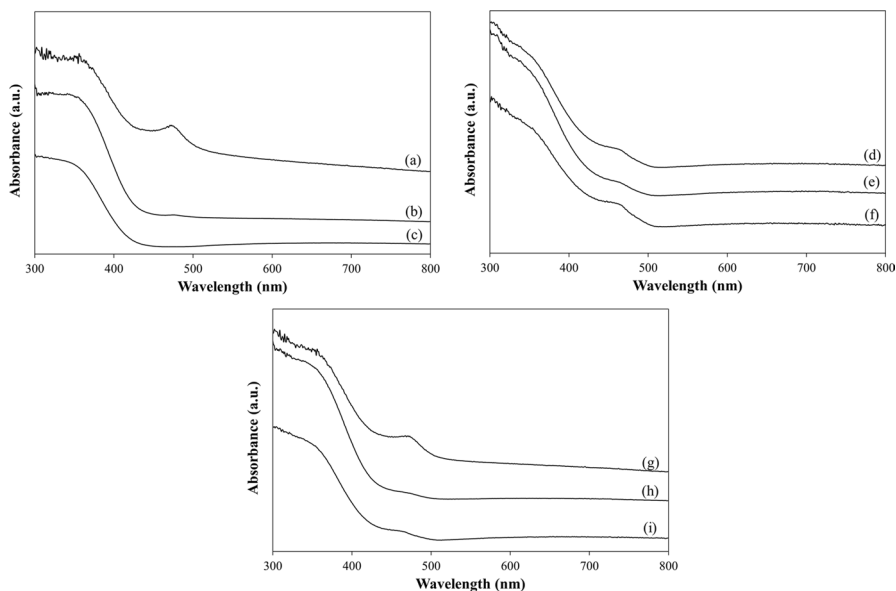 Absorbance (a.u.)
(a)
(b)
(c)
300 400 500 600 700 800
Wavelength (nm)
Absorbance (a.u.)
(d)
(e)
(f)
300 400 500 600 700 800
Wavelength (nm)
Absorbance (a.u.)
(g)
(h)
(i)
300 400 500 600 700 800
Wavelength (nm)